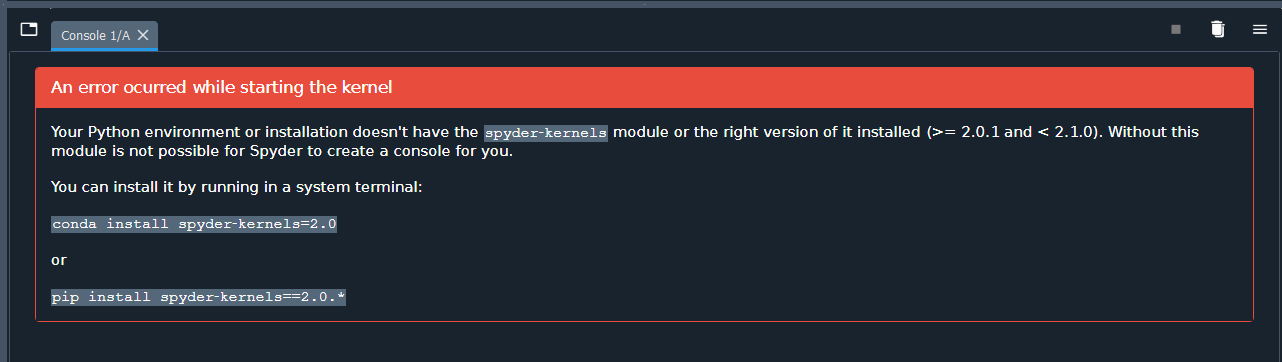 Console 1/A
An error ocurred while starting the kernel
Your Python environment or installation doesn't have the spyder-kernels module or the right version of it installed (>= 2.0.1 and < 2.1.0). Without this
module is not possible for Spyder to create a console for you.
You can install it by running in a system terminal:
conda install spyder-kernels=2.0
or
pip install spyder-kernels==2.0.*